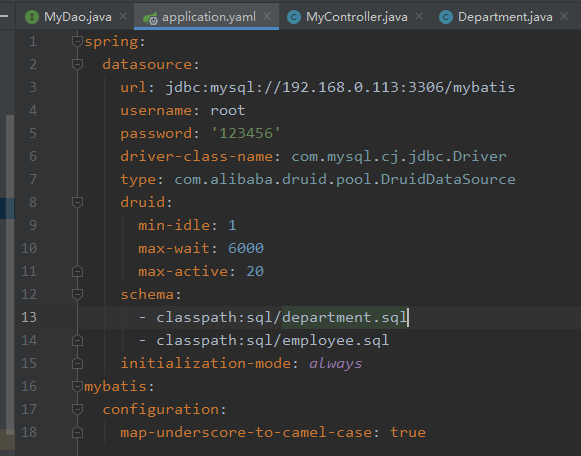 MyDao.java application.yaml MyController.java Department.java
1 spring:
2 datasource:
3 url: jdbc:mysql://192.168.0.113:3306/mybatis
4 username: root
5 password: '123456'
6 driver-class-name: com.mysql.cj.jdbc.Driver
7 type: com.alibaba.druid.pool.DruidDataSource
8 druid:
9 min-idle: 1
10 max-wait: 6000
11 max-active: 20
12 schema:
13 - classpath:sql/department.sql
14 - classpath:sql/employee.sql
15 initialization-mode: always
16 mybatis:
17 configuration:
18 map-underscore-to-camel-case: true